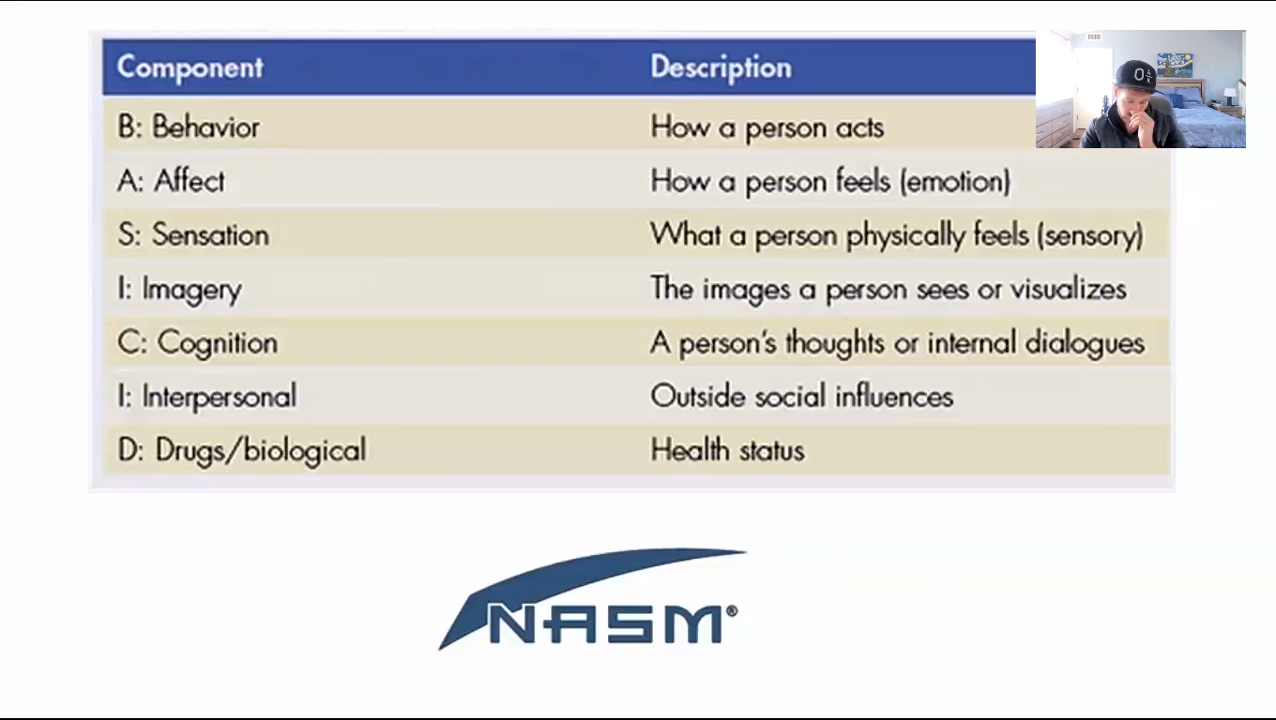 Component Description
B: Behavior How a person acts
A: Affect How a person feels (emotion)
S: Sensation What a person physically feels (sensory)
I: Imagery The images a person sees or visualizes
C: Cognition A person's thoughts or internal dialogues
I: Interpersonal Outside social influences
D: Drugs/biological Health status
NASM®